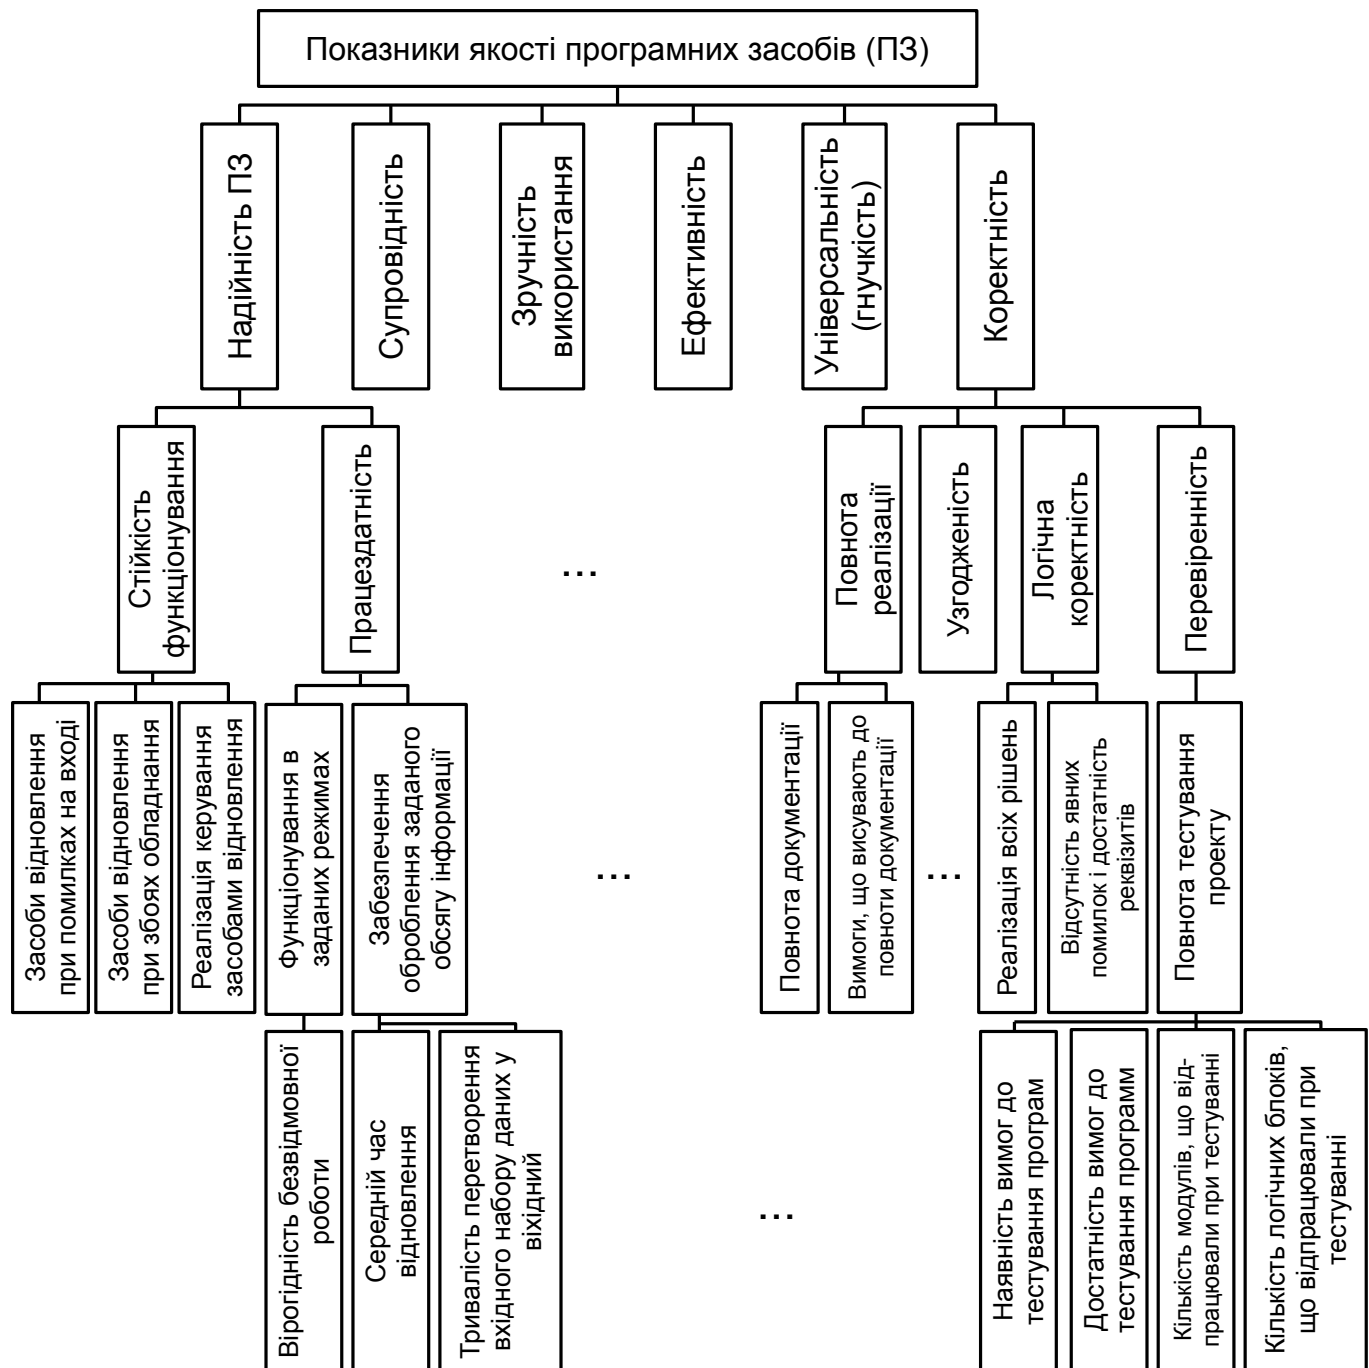 Показники якості програмних засобів (ПЗ)
Надійність ПЗ
Супровідність
Зручність
використання
Ефективність
Універсальність
(гнучкість)
Коректність
Стійкість
функціонування
Працездатність
...
Повнота
реалізації
Узгодженість
Логічна
коректність
Перевіренність
Засоби відновлення
при помилках на вході
Засоби відновлення
при збоях обладнання
Реалізація керування
засобами відновлення
Функціонування в
заданих режимах
Забезпечення
оброблення заданого
обсягу інформації
...
Повнота документації
Вимоги, що висувають до
повноти документації
...
Реалізація всіх рішень
Відсутність явних
помилок і достатність
реквізитів
Повнота тестування
проекту
Вірогідність безвідмовної
роботи
Середній час
відновлення
Тривалість перетворення
вхідного набору даних у
віхідний
...
Наявність вимог до
тестування програм
Достатність вимог до
тестування программ
Кількість модулів, що від-
працювали при тестуванні
Кількість логічних блоків,
що відпрацювали при
тестуванні